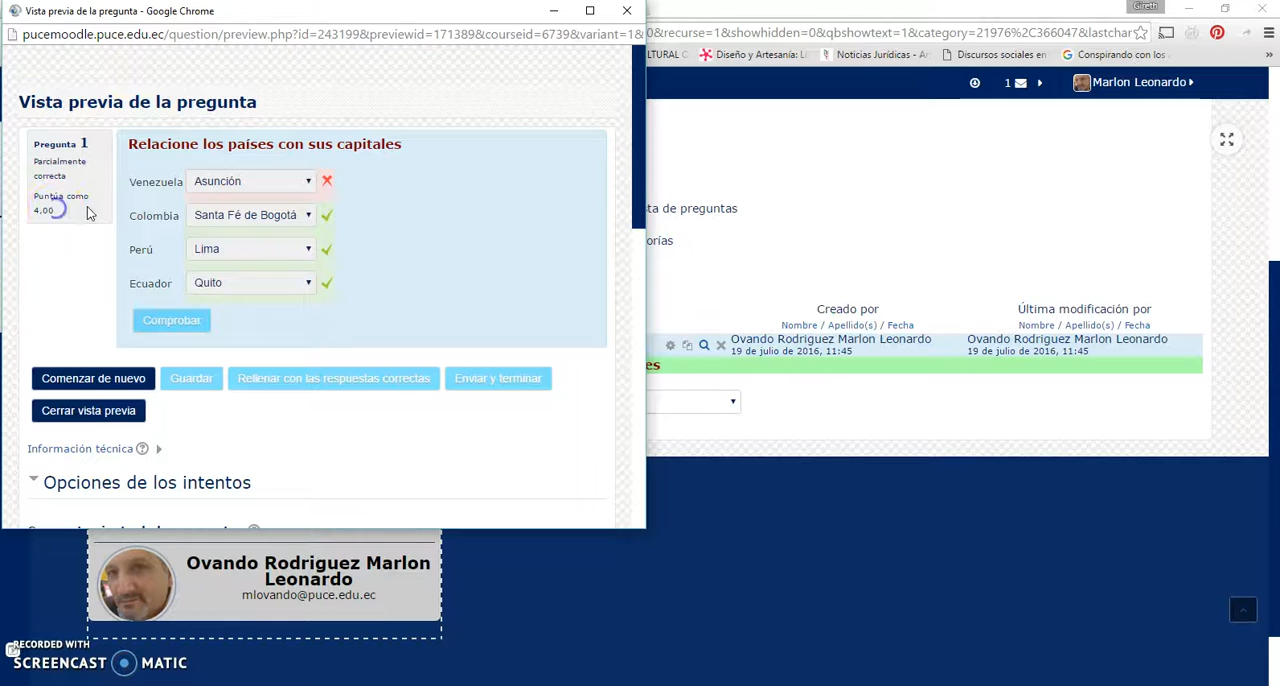 Vista previa de la pregunta - Google Chrome
Gireth
pucemoodle.puce.edu.ec/question/preview.php?id=243199&previewid=171389&courseid=6739&variant=1&
0&recurse=1&showhidden=0&qbshowtext=1&category=21976%2C366047&lastchar
Diseño y Artesanía: L
Noticias Jurídicas - Ar
Discursos sociales en
Conspirando con los
1
Marlon Leonardo
Vista previa de la pregunta
Pregunta 1
Parcialmente
correcta
Puntúa como
4,00
Relacione los países con sus capitales
Venezuela Asunción
Colombia Santa Fé de Bogotá
Perú Lima
Ecuador Quito
Comprobar
Comenzar de nuevo Guardar Rellenar con las respuestas correctas Enviar y terminar
Cerrar vista previa
Información técnica
Opciones de los intentos
sta de preguntas
orías
Creado por Última modificación por
Nombre / Apellido(s) / Fecha Nombre / Apellido(s) / Fecha
Ovando Rodriguez Marlon Leonardo Ovando Rodriguez Marlon Leonardo
19 de julio de 2016, 11:45 19 de julio de 2016, 11:45
es
Ovando Rodriguez Marlon
Leonardo
mlovando@puce.edu.ec
RECORDED WITH
SCREENCAST MATIC